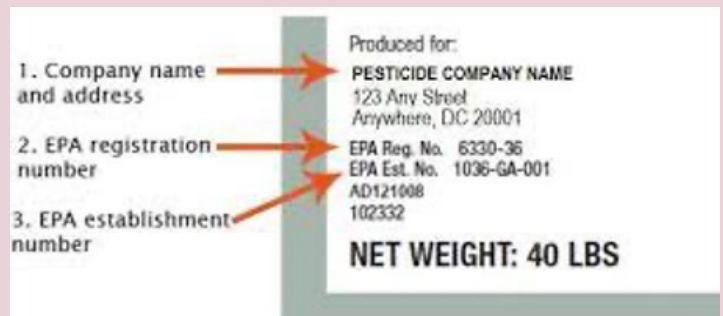 1. Company name
and address
2. EPA registration
number
3. EPA establishment
number
Produced for:
PESTICIDE COMPANY NAME
123 Any Street
Anywhere, DC 20001
EPA Reg. No. 6330-36
EPA Est. No. 1036-GA-001
AD121008
102332
NET WEIGHT: 40 LBS